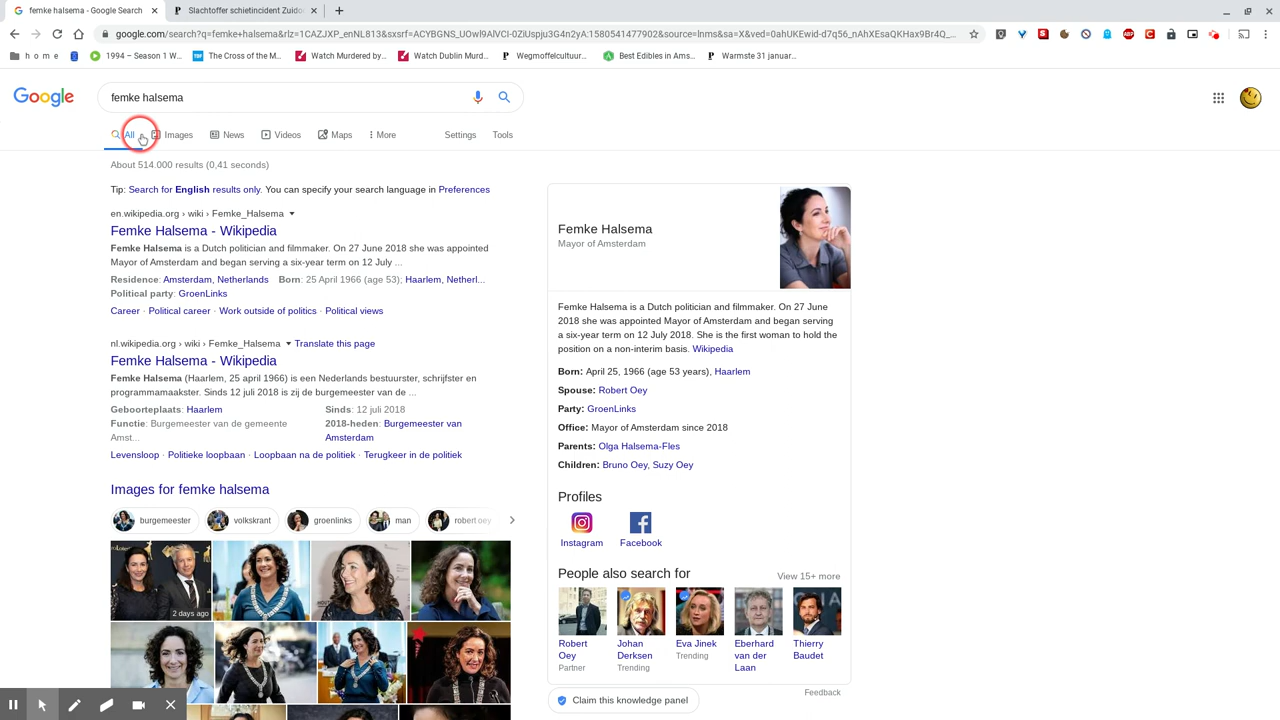 femke halsema - Google Search
Slachtoffer schietincident Zuidoo
google.com/search?q=femke+halsema&rlz=1CAZJXP_enNL813&sxsrf=ACYBGNS_UOwl9AlVCI-0ZiUspju3G4n2yA:1580541477902&source=lnms&sa=X&ved=0ahUKEwid-d7q56_nAhXEsaQKHax9Br4Q_...
h o m e
1994 – Season 1 W...
The Cross of the M...
Watch Murdered by...
Watch Dublin Murd...
Wegmoffelcultuur...
Best Edibles in Ams...
Warmste 31 januar...
Google
femke halsema
All Images News Videos Maps More Settings Tools
About 514.000 results (0,41 seconds)
Tip: Search for English results only. You can specify your search language in Preferences
en.wikipedia.org › wiki › Femke_Halsema
Femke Halsema - Wikipedia
Femke Halsema is a Dutch politician and filmmaker. On 27 June 2018 she was appointed
Mayor of Amsterdam and began serving a six-year term on 12 July ...
Residence: Amsterdam, Netherlands Born: 25 April 1966 (age 53); Haarlem, Netherl...
Political party: GroenLinks
Career · Political career · Work outside of politics · Political views
nl.wikipedia.org › wiki › Femke_Halsema Translate this page
Femke Halsema - Wikipedia
Femke Halsema (Haarlem, 25 april 1966) is een Nederlands bestuurster, schrijfster en
programmamaakster. Sinds 12 juli 2018 is zij de burgemeester van de ...
Geboorteplaats: Haarlem Sinds: 12 juli 2018
Functie: Burgemeester van de gemeente Amst...
2018-heden: Burgemeester van Amsterdam
Levensloop · Politieke loopbaan · Loopbaan na de politiek · Terugkeer in de politiek
Images for femke halsema
burgemeester volkskrant groenlinks man robert oey
2 days ago
Femke Halsema
Mayor of Amsterdam
Femke Halsema is a Dutch politician and filmmaker. On 27 June
2018 she was appointed Mayor of Amsterdam and began serving
a six-year term on 12 July 2018. She is the first woman to hold the
position on a non-interim basis. Wikipedia
Born: April 25, 1966 (age 53 years), Haarlem
Spouse: Robert Oey
Party: GroenLinks
Office: Mayor of Amsterdam since 2018
Parents: Olga Halsema-Fles
Children: Bruno Oey, Suzy Oey
Profiles
Instagram Facebook
People also search for View 15+ more
Robert Oey
Partner
Johan Derksen
Trending
Eva Jinek
Trending
Eberhard van der Laan
Thierry Baudet
Claim this knowledge panel
Feedback